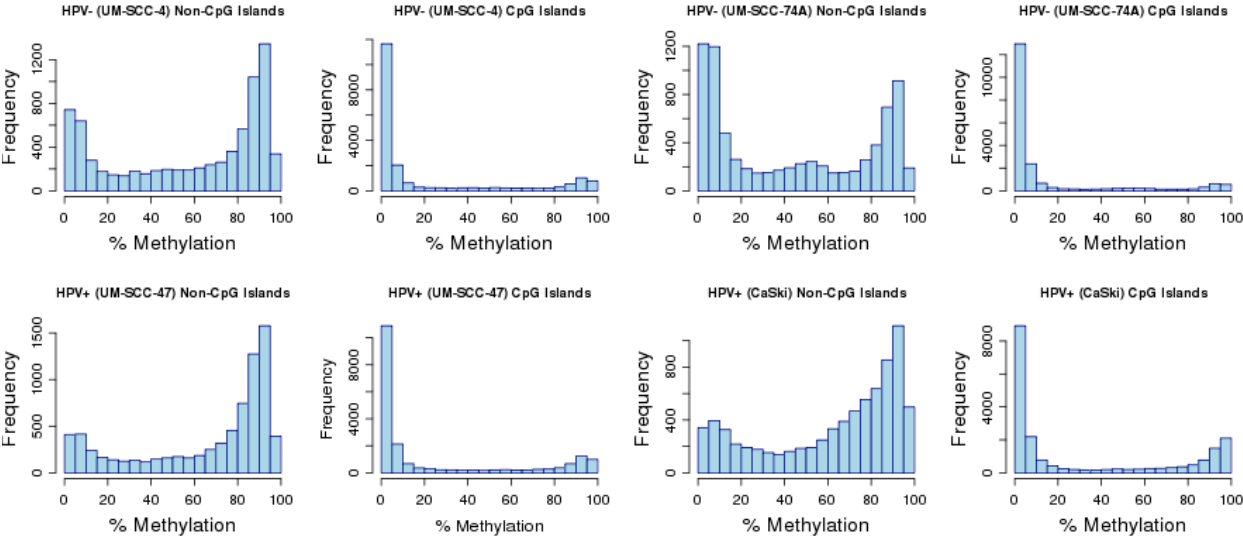 HPV- (UM-SCC-4) Non-CpG Islands
Frequency
0 400 800 1200
0 20 40 60 80 100
% Methylation
HPV- (UM-SCC-4) CpG Islands
Frequency
0 4000 8000
0 20 40 60 80 100
% Methylation
HPV- (UM-SCC-74A) Non-CpG Islands
Frequency
0 400 800 1200
0 20 40 60 80 100
% Methylation
HPV- (UM-SCC-74A) CpG Islands
Frequency
0 4000 10000
0 20 40 60 80 100
% Methylation
HPV+ (UM-SCC-47) Non-CpG Islands
Frequency
0 500 1000 1500
0 20 40 60 80 100
% Methylation
HPV+ (UM-SCC-47) CpG Islands
Frequency
0 4000 8000
0 20 40 60 80 100
% Methylation
HPV+ (CaSki) Non-CpG Islands
Frequency
0 400 800
0 20 40 60 80 100
% Methylation
HPV+ (CaSki) CpG Islands
Frequency
0 4000 8000
0 20 40 60 80 100
% Methylation